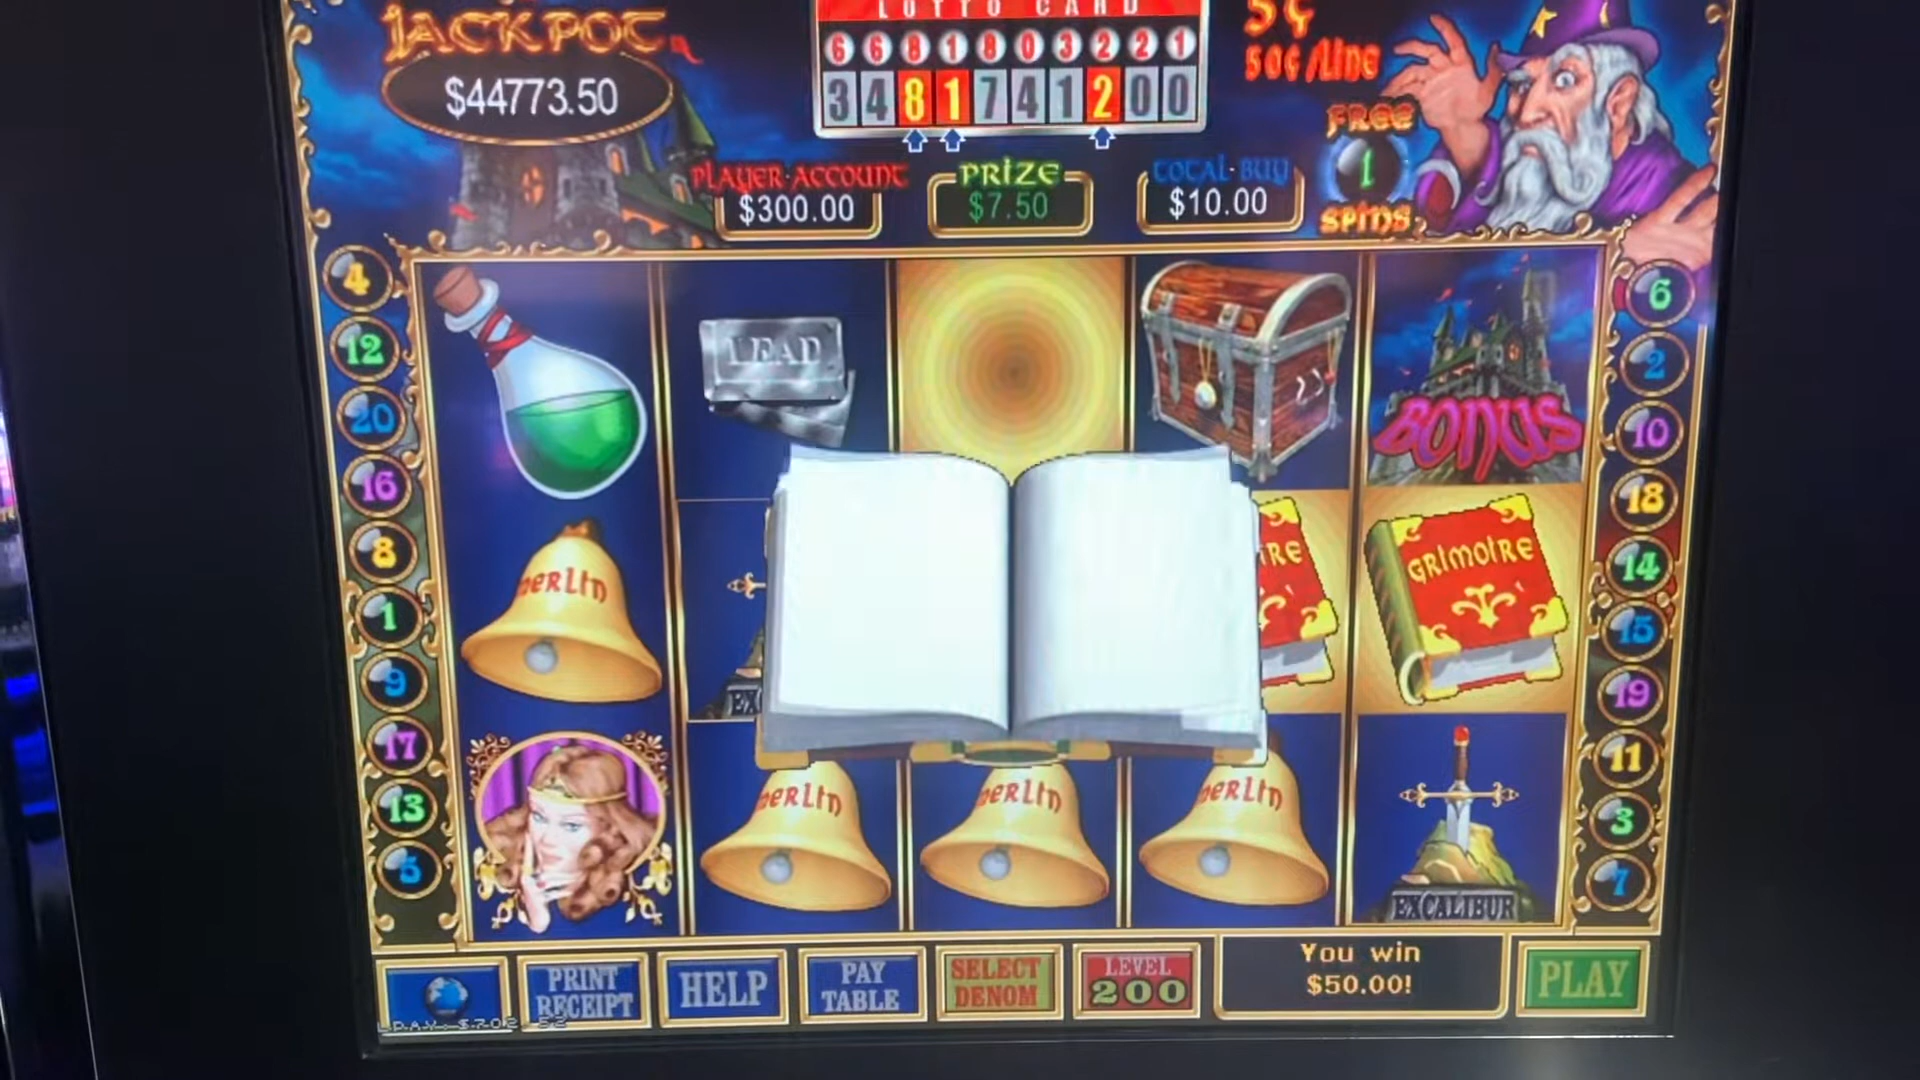 JACKPOT
$44773.50
LOTTO CARD
6 6 8 1 8 0 3 2 2 1
3 4 8 1 7 4 1 2 0 0
5¢
50¢/Line
FREE
1
SPINS
PLAYER·ACCOUNT
$300.00
PRIZE
$7.50
TOTAL·BUY
$10.00
4
12
20
16
8
1
9
17
13
5
6
2
10
18
14
15
19
11
3
7
LEAD
BONUS
MERLIN
EXC
IRE
GRIMOIRE
MERLIN
MERLIN
MERLIN
EXCALIBUR
PRINT
RECEIPT
HELP
PAY
TABLE
SELECT
DENOM
LEVEL
200
You win
$50.00!
PLAY